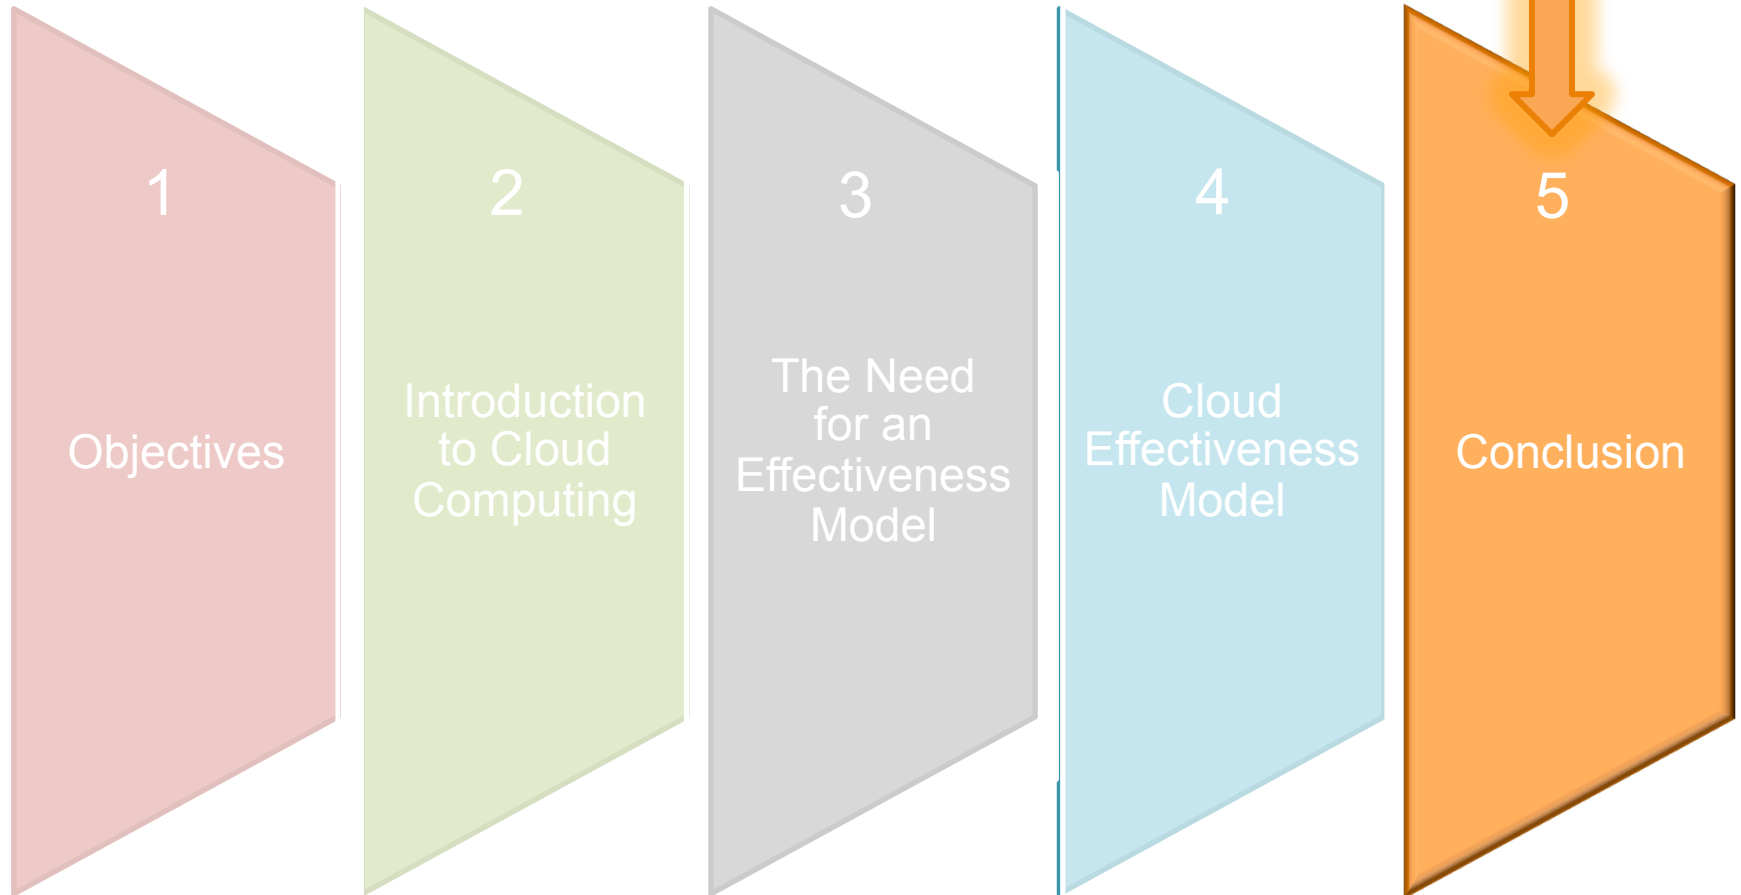 1
Objectives
2
Introduction
to Cloud
Computing
3
The Need
for an
Effectiveness
Model
4
Cloud
Effectiveness
Model
5
Conclusion